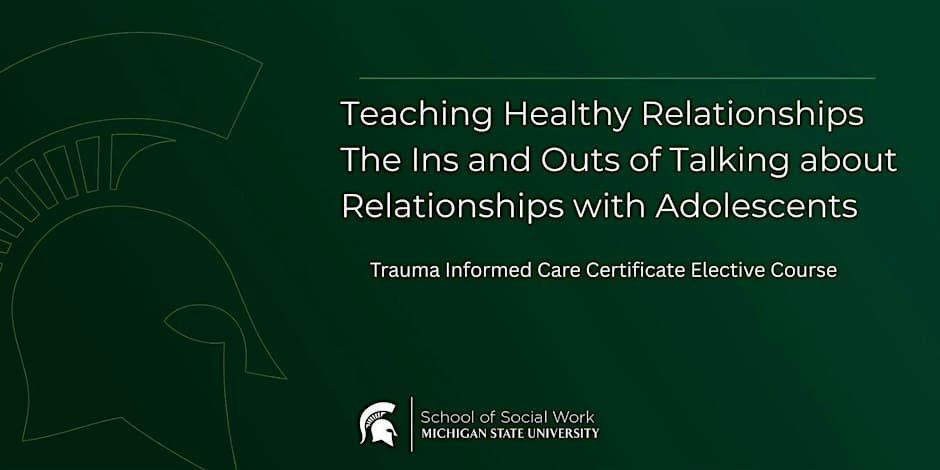 Teaching Healthy Relationships
The Ins and Outs of Talking about
Relationships with Adolescents
Trauma Informed Care Certificate Elective Course
School of Social Work
MICHIGAN STATE UNIVERSITY